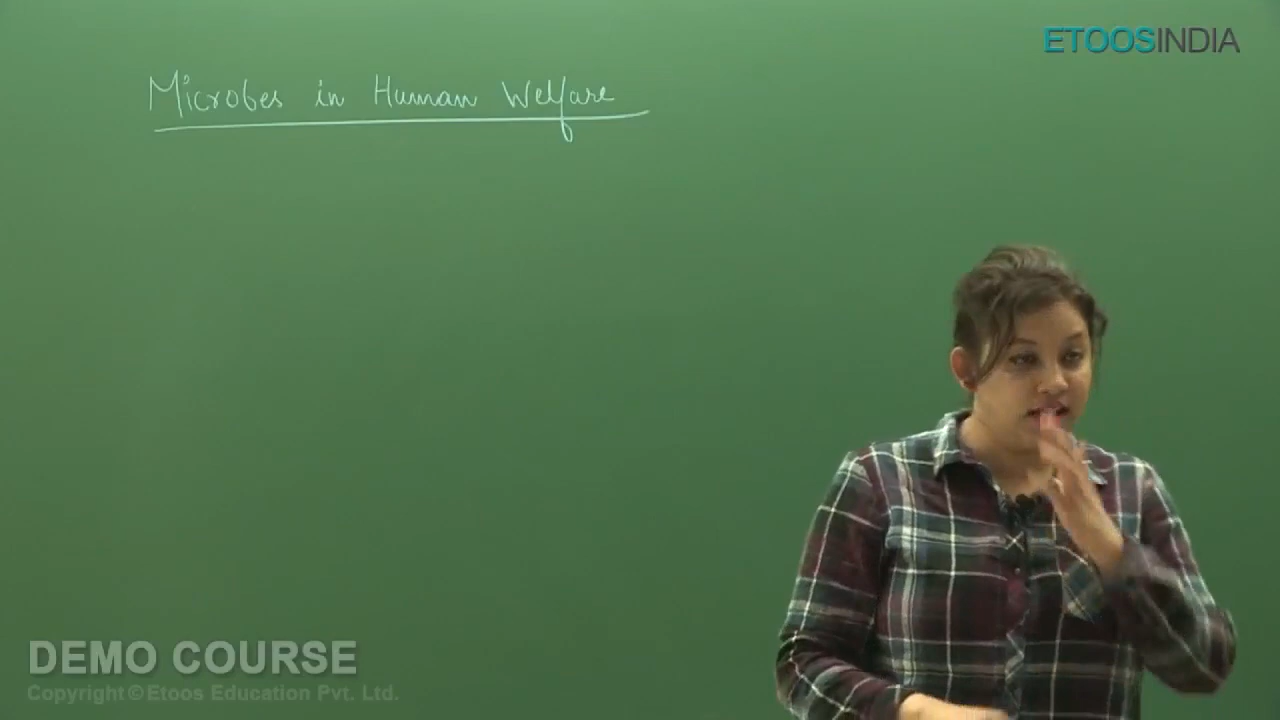 ETOOSINDIA
Microbes in Human Welfare
DEMO COURSE
Copyright©Etoos Education Pvt. Ltd.